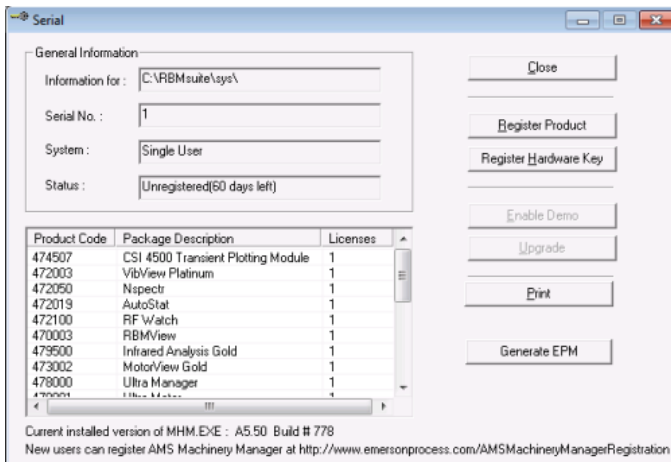 Serial
General Information
Information for : C:\RBMsuite\sys\
Serial No. : 1
System : Single User
Status : Unregistered(60 days left)
Close
Register Product
Register Hardware Key
Enable Demo
Upgrade
Print
Generate EPM
Product Code Package Description Licenses
474507 CSI 4500 Transient Plotting Module 1
472003 VibView Platinum 1
472050 Nspectr 1
472019 AutoStat 1
472100 RF Watch 1
470003 RBMView 1
479500 Infrared Analysis Gold 1
473002 MotorView Gold 1
478000 Ultra Manager 1
Current installed version of MHM.EXE : A5.50 Build # 778
New users can register AMS Machinery Manager at http://www.emersonprocess.com/AMSMachineryManagerRegistration